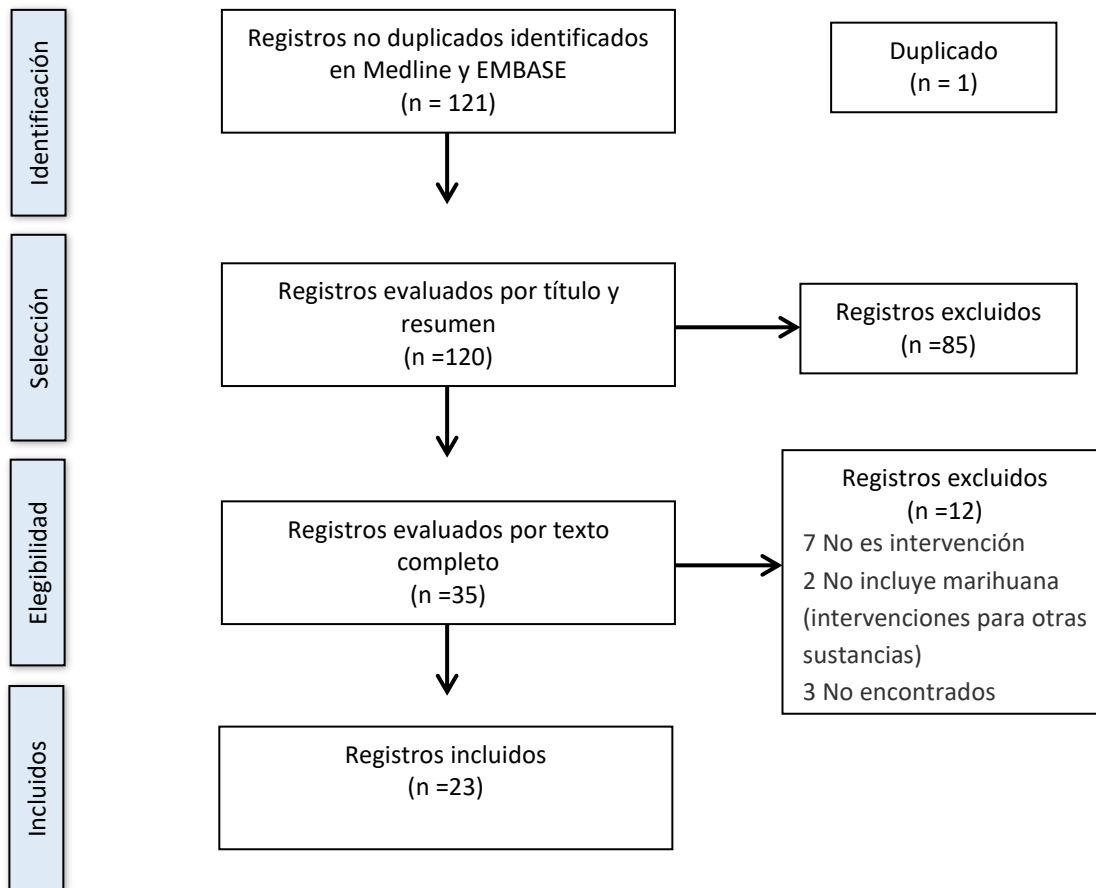 Identificación
Registros no duplicados identificados
en Medline y EMBASE
(n = 121)
Duplicado
(n = 1)
Selección
Registros evaluados por título y
resumen
(n =120)
Registros excluidos
(n =85)
Elegibilidad
Registros evaluados por texto
completo
(n =35)
Registros excluidos
(n =12)
7 No es intervención
2 No incluye marihuana
(intervenciones para otras
sustancias)
3 No encontrados
Incluidos
Registros incluidos
(n =23)